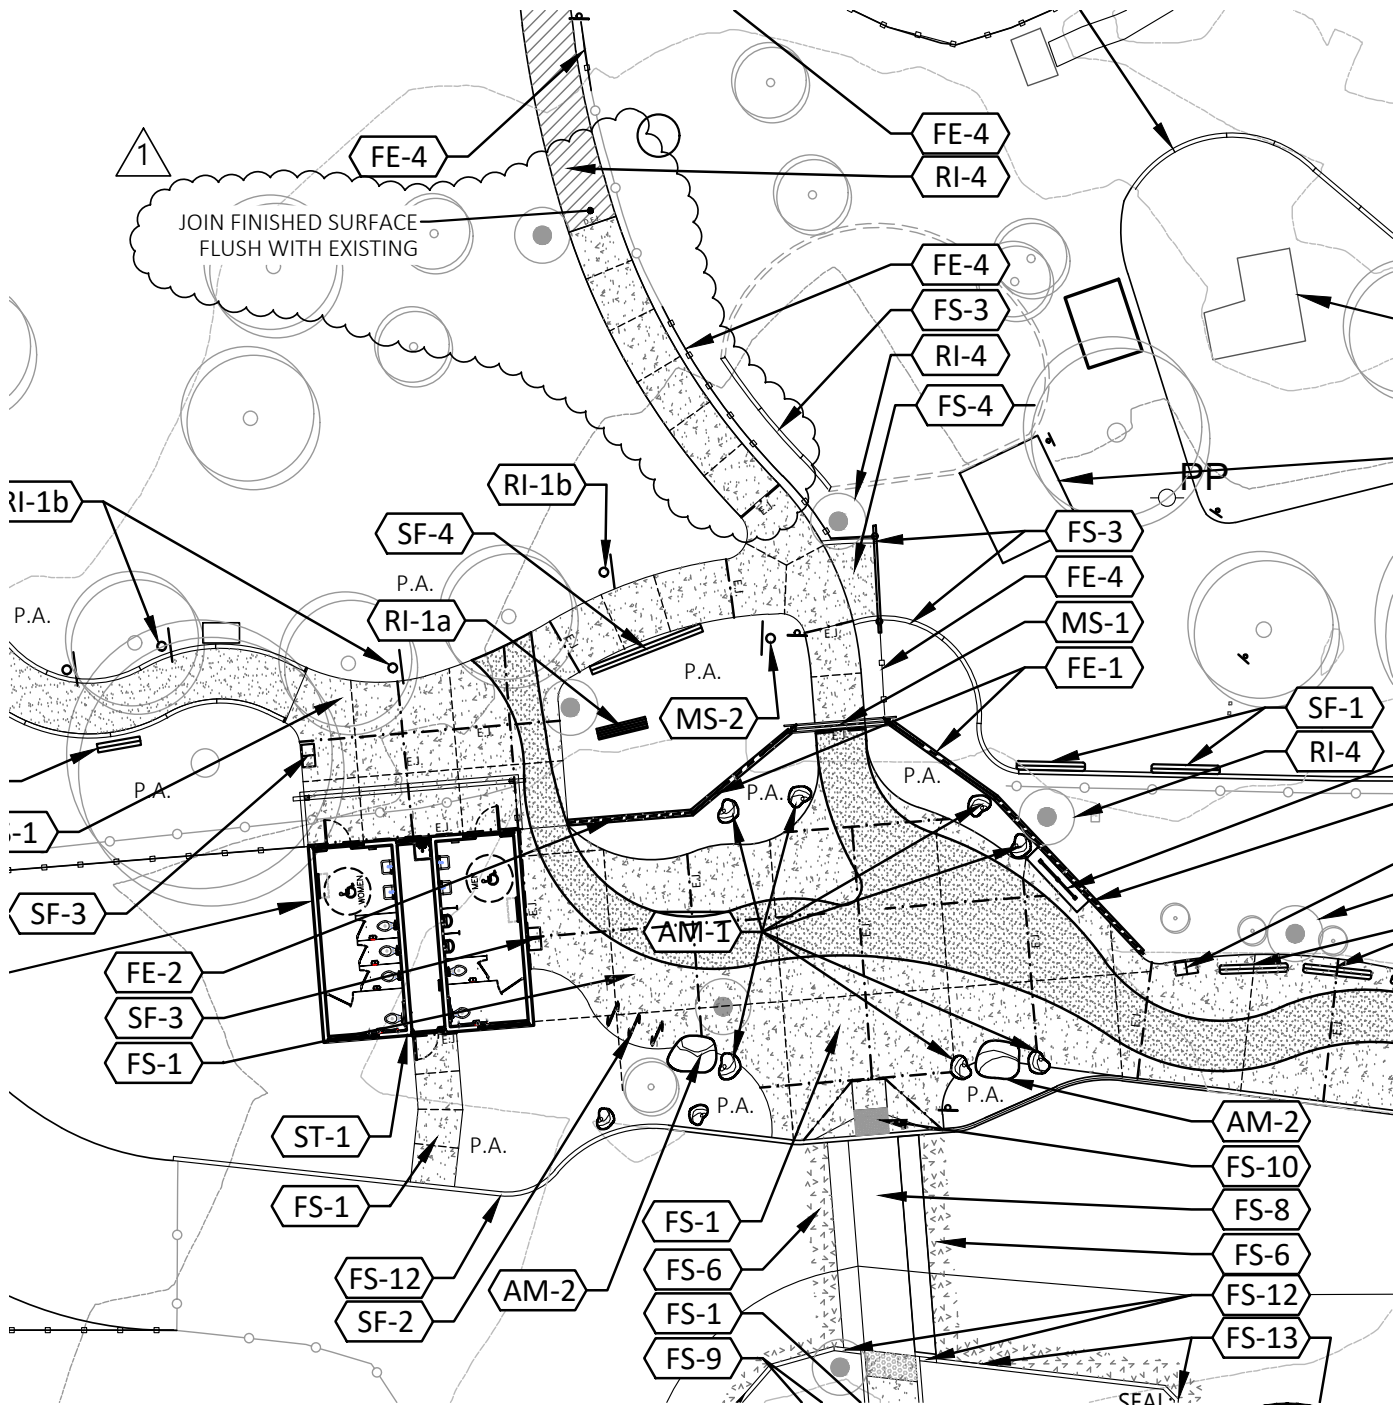 FE-4
FE-4
1
RI-4
JOIN FINISHED SURFACE
FLUSH WITH EXISTING
FE-4
FS-3
RI-4
FS-4
PP
RI-1b
RI-1b
E.J.
SF-4
FS-3
P.A.
FE-4
P.A.
RI-1a
MS-1
E.J.
E.J.
E.J.
P.A.
FE-1
MS-2
SF-1
E.J.
E.J.
RI-4
E.J.
P.A.
P.A.
P.A.
-1
E.J.
WOMEN
MEN
E.J.
SF-3
E.J.
AM-1
E.J.
E.J.
FE-2
SF-3
FS-1
E.J.
E.J.
ST-1
P.A.
P.A.
P.A.
AM-2
FS-10
FS-1
FS-1
FS-8
FS-6
FS-6
FS-12
AM-2
FS-12
SF-2
FS-1
FS-13
FS-9
SEAL